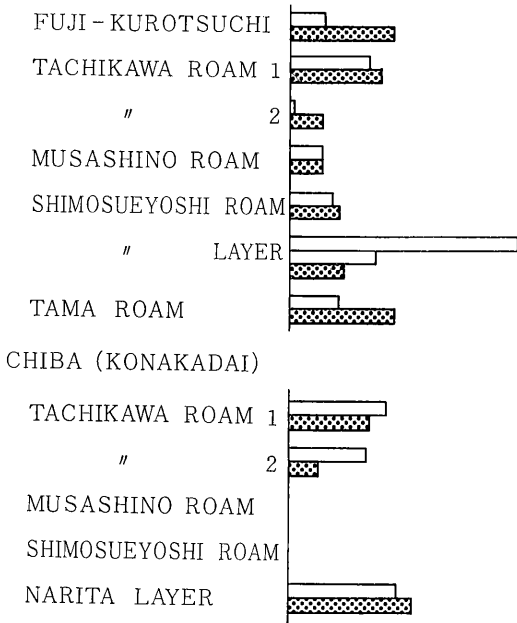 FUJI-KUROTSUCHI
TACHIKAWA ROAM 1
〃 2
MUSASHINO ROAM
SHIMOSUEYOSHI ROAM
〃 LAYER
TAMA ROAM
CHIBA (KONAKADAI)
TACHIKAWA ROAM 1
〃 2
MUSASHINO ROAM
SHIMOSUEYOSHI ROAM
NARITA LAYER